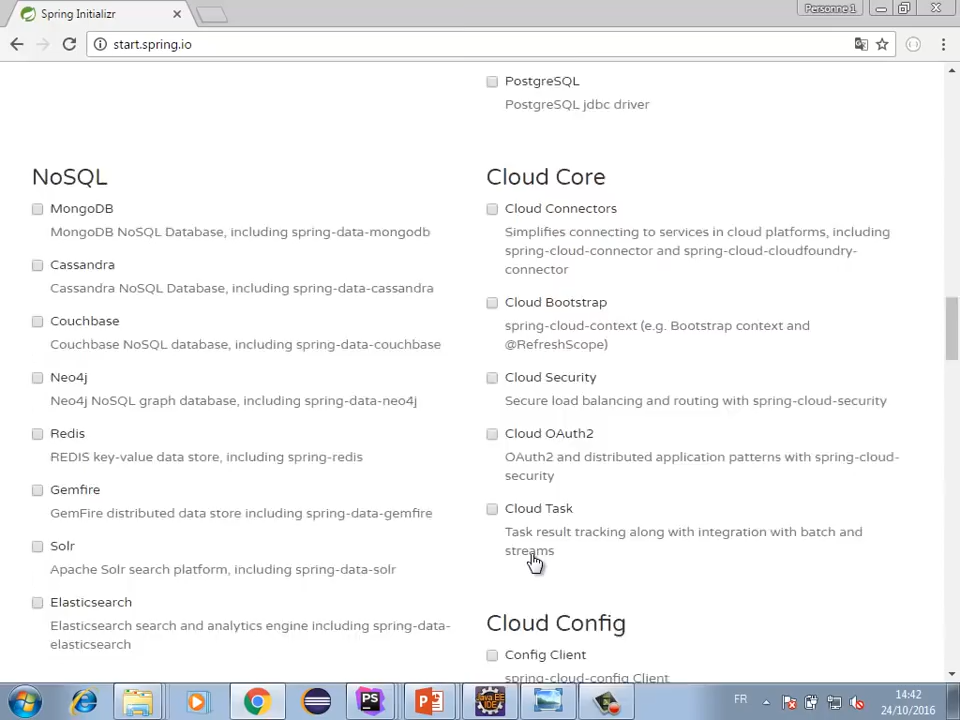 Spring Initializr
Personne 1
start.spring.io
PostgreSQL
PostgreSQL jdbc driver
NoSQL
MongoDB
MongoDB NoSQL Database, including spring-data-mongodb
Cassandra
Cassandra NoSQL Database, including spring-data-cassandra
Couchbase
Couchbase NoSQL database, including spring-data-couchbase
Neo4j
Neo4j NoSQL graph database, including spring-data-neo4j
Redis
REDIS key-value data store, including spring-redis
Gemfire
GemFire distributed data store including spring-data-gemfire
Solr
Apache Solr search platform, including spring-data-solr
Elasticsearch
Elasticsearch search and analytics engine including spring-data-
elasticsearch
Cloud Core
Cloud Connectors
Simplifies connecting to services in cloud platforms, including
spring-cloud-connector and spring-cloud-cloudfoundry-
connector
Cloud Bootstrap
spring-cloud-context (e.g. Bootstrap context and
@RefreshScope)
Cloud Security
Secure load balancing and routing with spring-cloud-security
Cloud OAuth2
OAuth2 and distributed application patterns with spring-cloud-
security
Cloud Task
Task result tracking along with integration with batch and
streams
Cloud Config
Config Client
spring-cloud-config Client
PS
P
Java EE
IDE
FR
14:42
24/10/2016